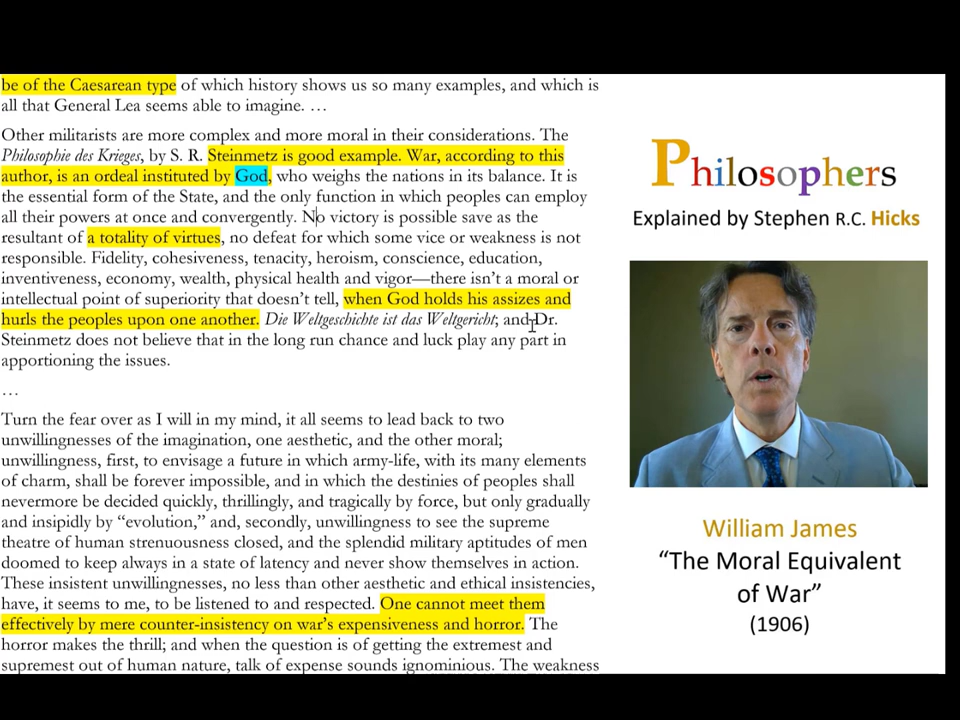 be of the Caesarean type of which history shows us so many examples, and which is
all that General Lea seems able to imagine. …
Other militarists are more complex and more moral in their considerations. The
Philosophie des Krieges, by S. R. Steinmetz is good example. War, according to this
author, is an ordeal instituted by God, who weighs the nations in its balance. It is
the essential form of the State, and the only function in which peoples can employ
all their powers at once and convergently. No victory is possible save as the
resultant of a totality of virtues, no defeat for which some vice or weakness is not
responsible. Fidelity, cohesiveness, tenacity, heroism, conscience, education,
inventiveness, economy, wealth, physical health and vigor—there isn't a moral or
intellectual point of superiority that doesn't tell, when God holds his assizes and
hurls the peoples upon one another. Die Weltgeschichte ist das Weltgericht; and Dr.
Steinmetz does not believe that in the long run chance and luck play any part in
apportioning the issues.
…
Turn the fear over as I will in my mind, it all seems to lead back to two
unwillingnesses of the imagination, one aesthetic, and the other moral;
unwillingness, first, to envisage a future in which army-life, with its many elements
of charm, shall be forever impossible, and in which the destinies of peoples shall
nevermore be decided quickly, thrillingly, and tragically by force, but only gradually
and insipidly by “evolution,” and, secondly, unwillingness to see the supreme
theatre of human strenuousness closed, and the splendid military aptitudes of men
doomed to keep always in a state of latency and never show themselves in action.
These insistent unwillingnesses, no less than other aesthetic and ethical insistencies,
have, it seems to me, to be listened to and respected. One cannot meet them
effectively by mere counter-insistency on war's expensiveness and horror. The
horror makes the thrill; and when the question is of getting the extremest and
supremest out of human nature, talk of expense sounds ignominious. The weakness
Philosophers
Explained by Stephen R.C. Hicks
William James
“The Moral Equivalent
of War”
(1906)